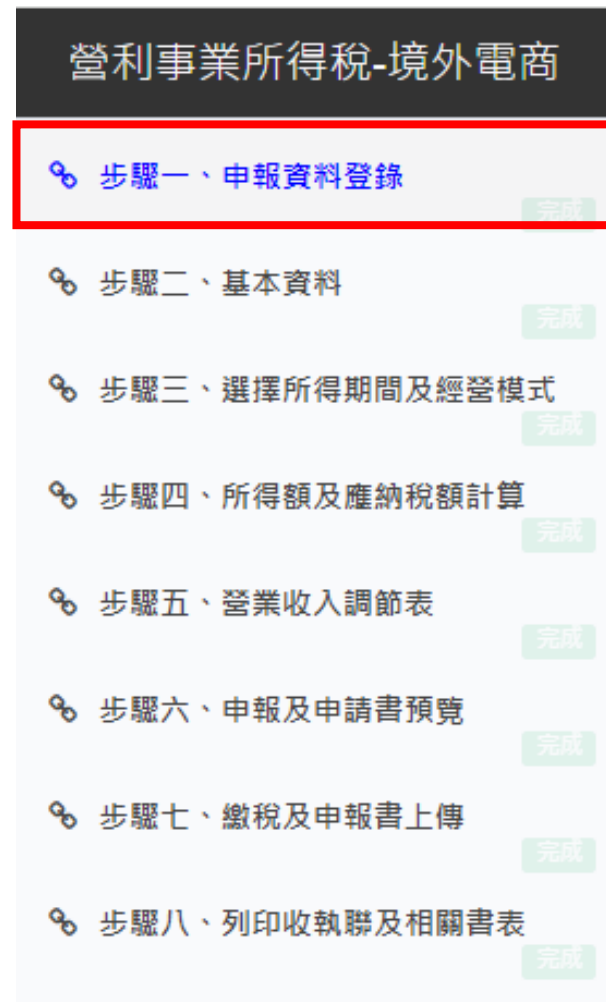 營利事業所得稅-境外電商
步驟一、申報資料登錄
完成
步驟二、基本資料
完成
步驟三、選擇所得期間及經營模式
完成
步驟四、所得額及應納稅額計算
完成
步驟五、營業收入調節表
完成
步驟六、申報及申請書預覽
完成
步驟七、繳稅及申報書上傳
完成
步驟八、列印收執聯及相關書表
完成